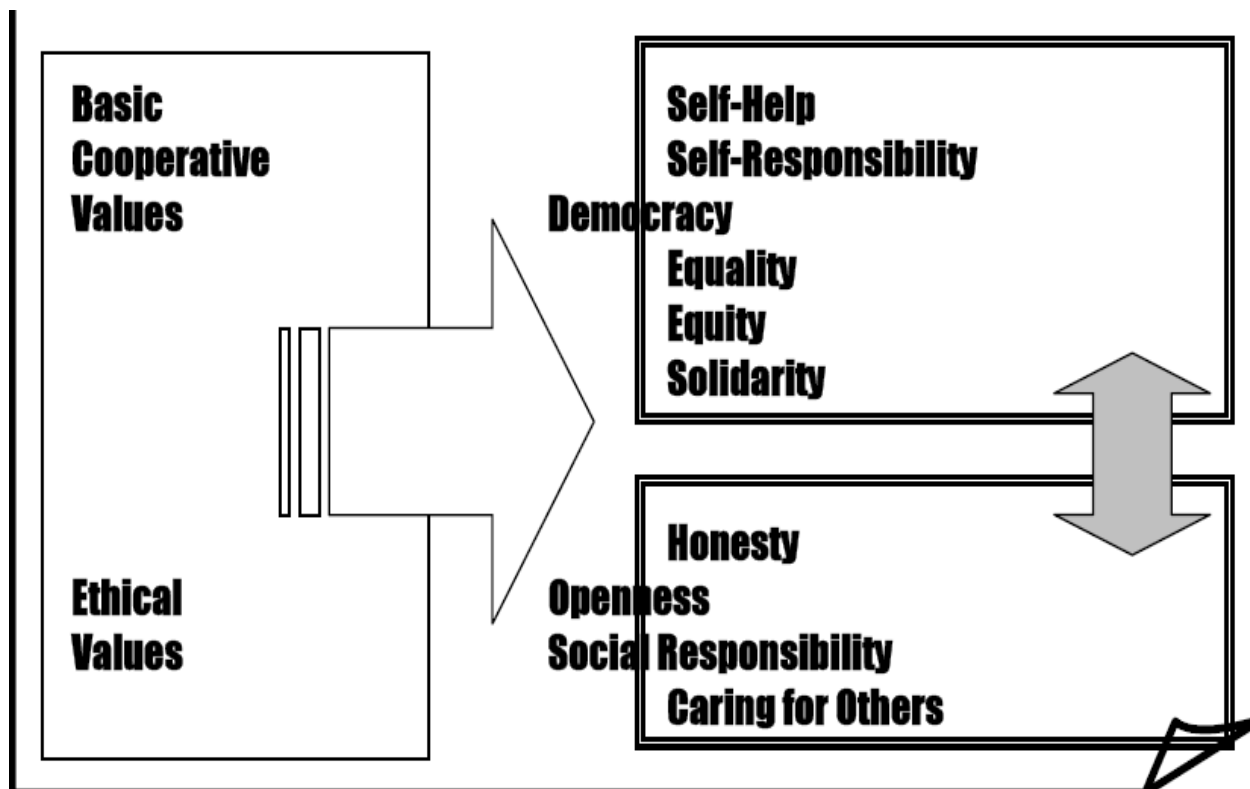 Basic
Cooperative
Values
Ethical
Values
Self-Help
Self-Responsibility
Democracy
Equality
Equity
Solidarity
Honesty
Openness
Social Responsibility
Caring for Others